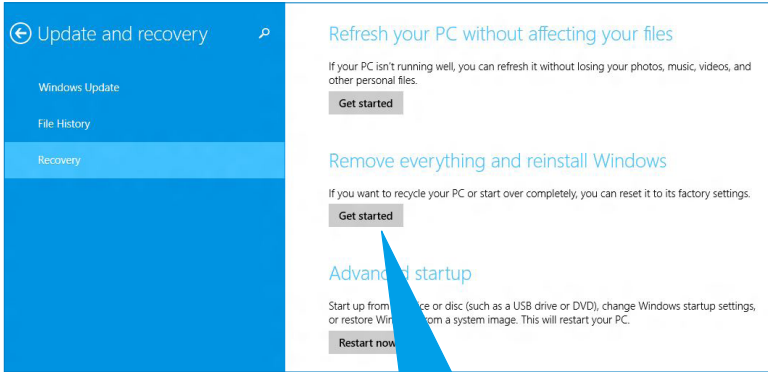 Update and recovery
Windows Update
File History
Recovery
Refresh your PC without affecting your files
If your PC isn't running well, you can refresh it without losing your photos, music, videos, and
other personal files.
Get started
Remove everything and reinstall Windows
If you want to recycle your PC or start over completely, you can reset it to its factory settings.
Get started
startup
Start up from or disc (such as a USB drive or DVD), change Windows startup settings,
or restore from a system image. This will restart your PC.
Restart now